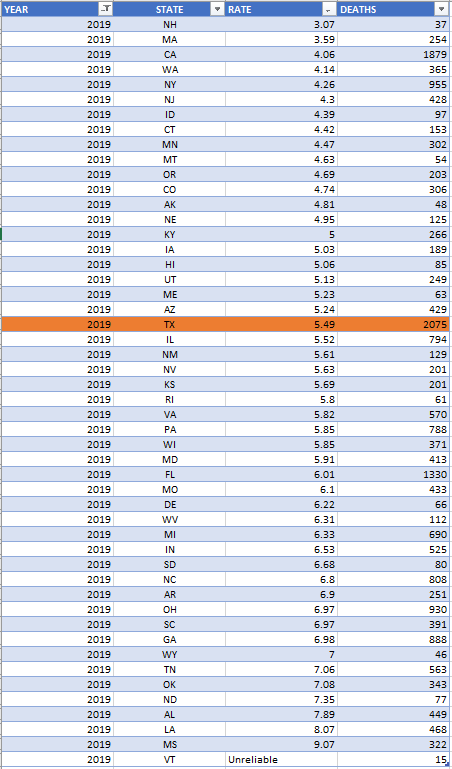 YEAR STATE RATE DEATHS
2019 NH 3.07 37
2019 MA 3.59 254
2019 CA 4.06 1879
2019 WA 4.14 365
2019 NY 4.26 955
2019 NJ 4.3 428
2019 ID 4.39 97
2019 CT 4.42 153
2019 MN 4.47 302
2019 MT 4.63 54
2019 OR 4.69 203
2019 CO 4.74 306
2019 AK 4.81 48
2019 NE 4.95 125
2019 KY 5 266
2019 IA 5.03 189
2019 HI 5.06 85
2019 UT 5.13 249
2019 ME 5.23 63
2019 AZ 5.24 429
2019 TX 5.49 2075
2019 IL 5.52 794
2019 NM 5.61 129
2019 NV 5.63 201
2019 KS 5.69 201
2019 RI 5.8 61
2019 VA 5.82 570
2019 PA 5.85 788
2019 WI 5.85 371
2019 MD 5.91 413
2019 FL 6.01 1330
2019 MO 6.1 433
2019 DE 6.22 66
2019 WV 6.31 112
2019 MI 6.33 690
2019 IN 6.53 525
2019 SD 6.68 80
2019 NC 6.8 808
2019 AR 6.9 251
2019 OH 6.97 930
2019 SC 6.97 391
2019 GA 6.98 888
2019 WY 7 46
2019 TN 7.06 563
2019 OK 7.08 343
2019 ND 7.35 77
2019 AL 7.89 449
2019 LA 8.07 468
2019 MS 9.07 322
2019 VT Unreliable 15